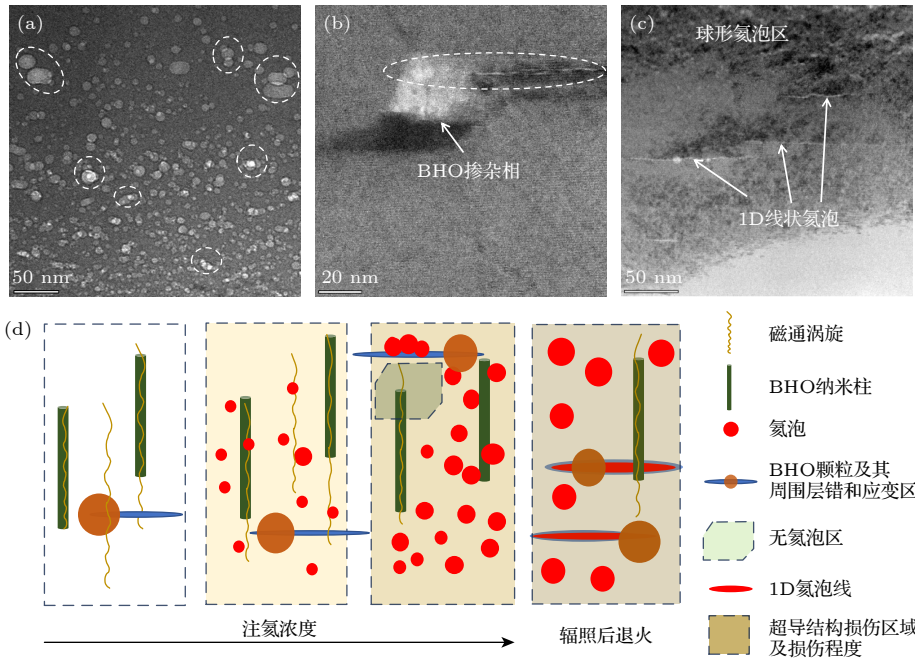 (a)
50 nm
(b)
BHO掺杂相
20 nm
(c)
球形氦泡区
1D线状氦泡
50 nm
(d)
注氦浓度
辐照后退火
磁通涡旋
BHO纳米柱
氦泡
BHO颗粒及其
周围层错和应变区
无氦泡区
1D氦泡线
超导结构损伤区域
及损伤程度